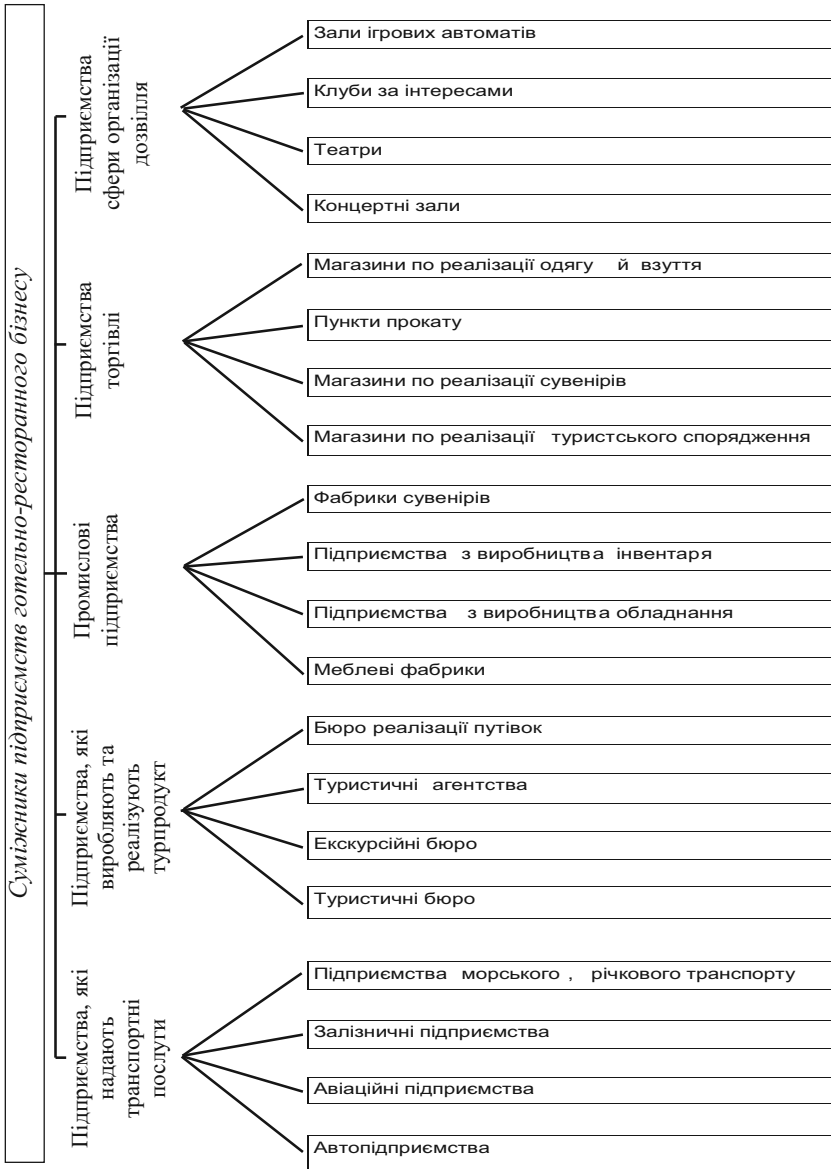 Суміжники підприємств готельно-ресторанного бізнесу
Підприємства
сфери організації
дозвілля
Зали ігрових автоматів
Клуби за інтересами
Театри
Концертні зали
Підприємства
торгівлі
Магазини по реалізації одягу й взуття
Пункти прокату
Магазини по реалізації сувенірів
Магазини по реалізації туристського спорядження
Промислові
підприємства
Фабрики сувенірів
Підприємства з виробництва інвентаря
Підприємства з виробництва обладнання
Меблеві фабрики
Підприємства, які
виробляють та
реалізують
турпродукт
Бюро реалізації путівок
Туристичні агентства
Екскурсійні бюро
Туристичні бюро
Підприємства, які
надають
транспортні
послуги
Підприємства морського , річкового транспорту
Залізничні підприємства
Авіаційні підприємства
Автопідприємства